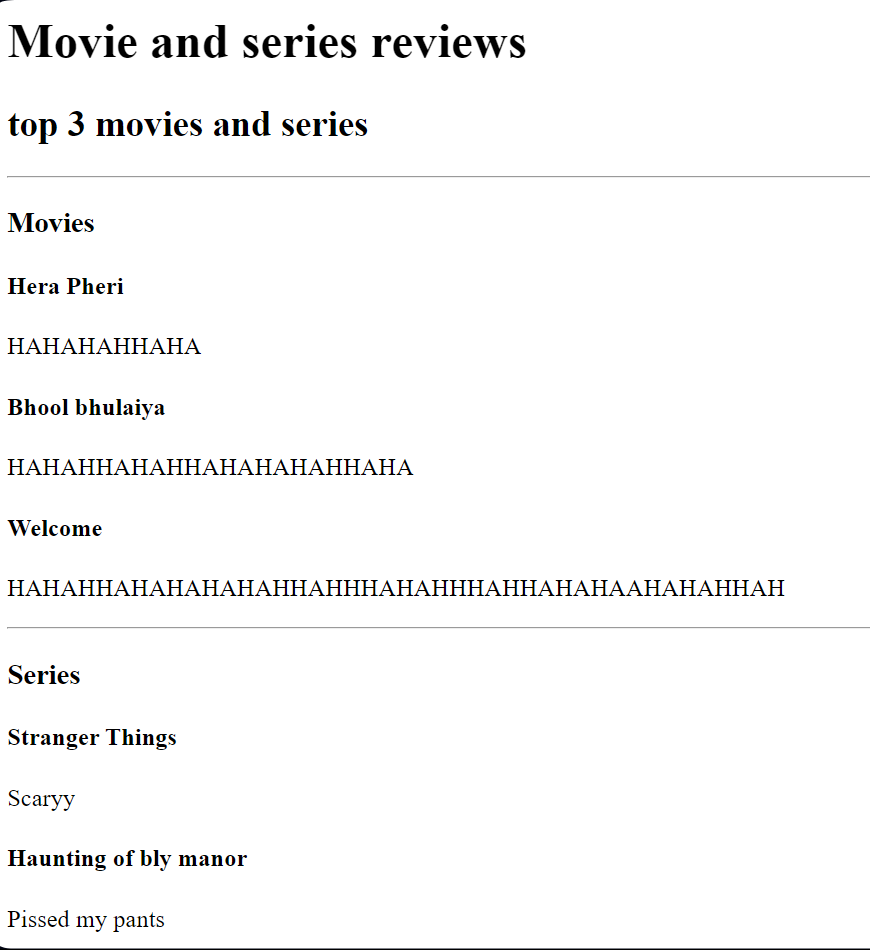 Movie and series reviews
top 3 movies and series
Movies
Hera Pheri
HAHAHAHHAHA
Bhool bhulaiya
HAHAHHAHAHHAHAHAHAHHAHA
Welcome
HAHAHHAHAHAHAHAHHAHHHAHAHHHAHHAHAHAAHAHAHHAH
Series
Stranger Things
Scaryy
Haunting of bly manor
Pissed my pants